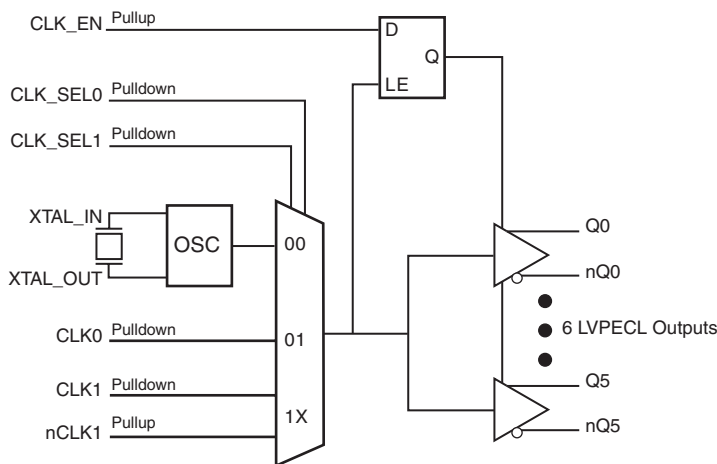 CLK_EN Pullup
D
Q
LE
CLK_SEL0 Pulldown
CLK_SEL1 Pulldown
XTAL_IN
OSC
XTAL_OUT
00
CLK0 Pulldown
01
CLK1 Pulldown
1X
nCLK1 Pullup
Q0
nQ0
6 LVPECL Outputs
Q5
nQ5